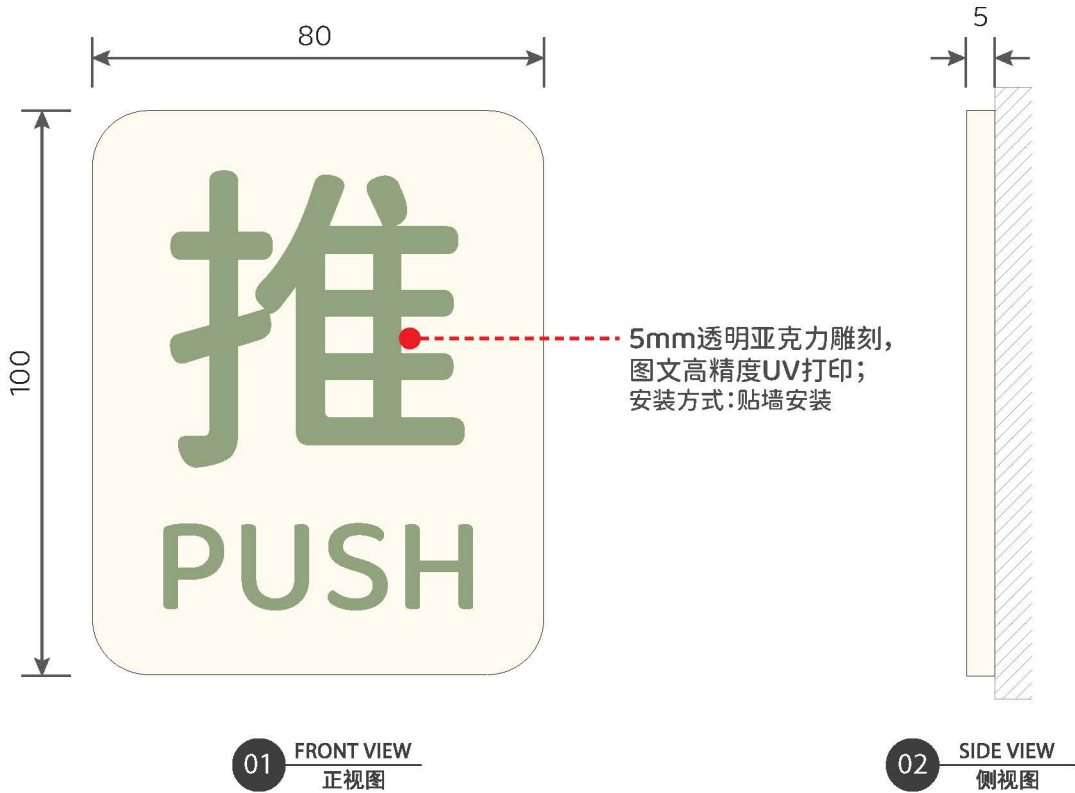 80
5
100
推
PUSH
5mm透明亚克力雕刻，
图文高精度UV打印；
安装方式：贴墙安装
01
FRONT VIEW
正视图
02
SIDE VIEW
侧视图